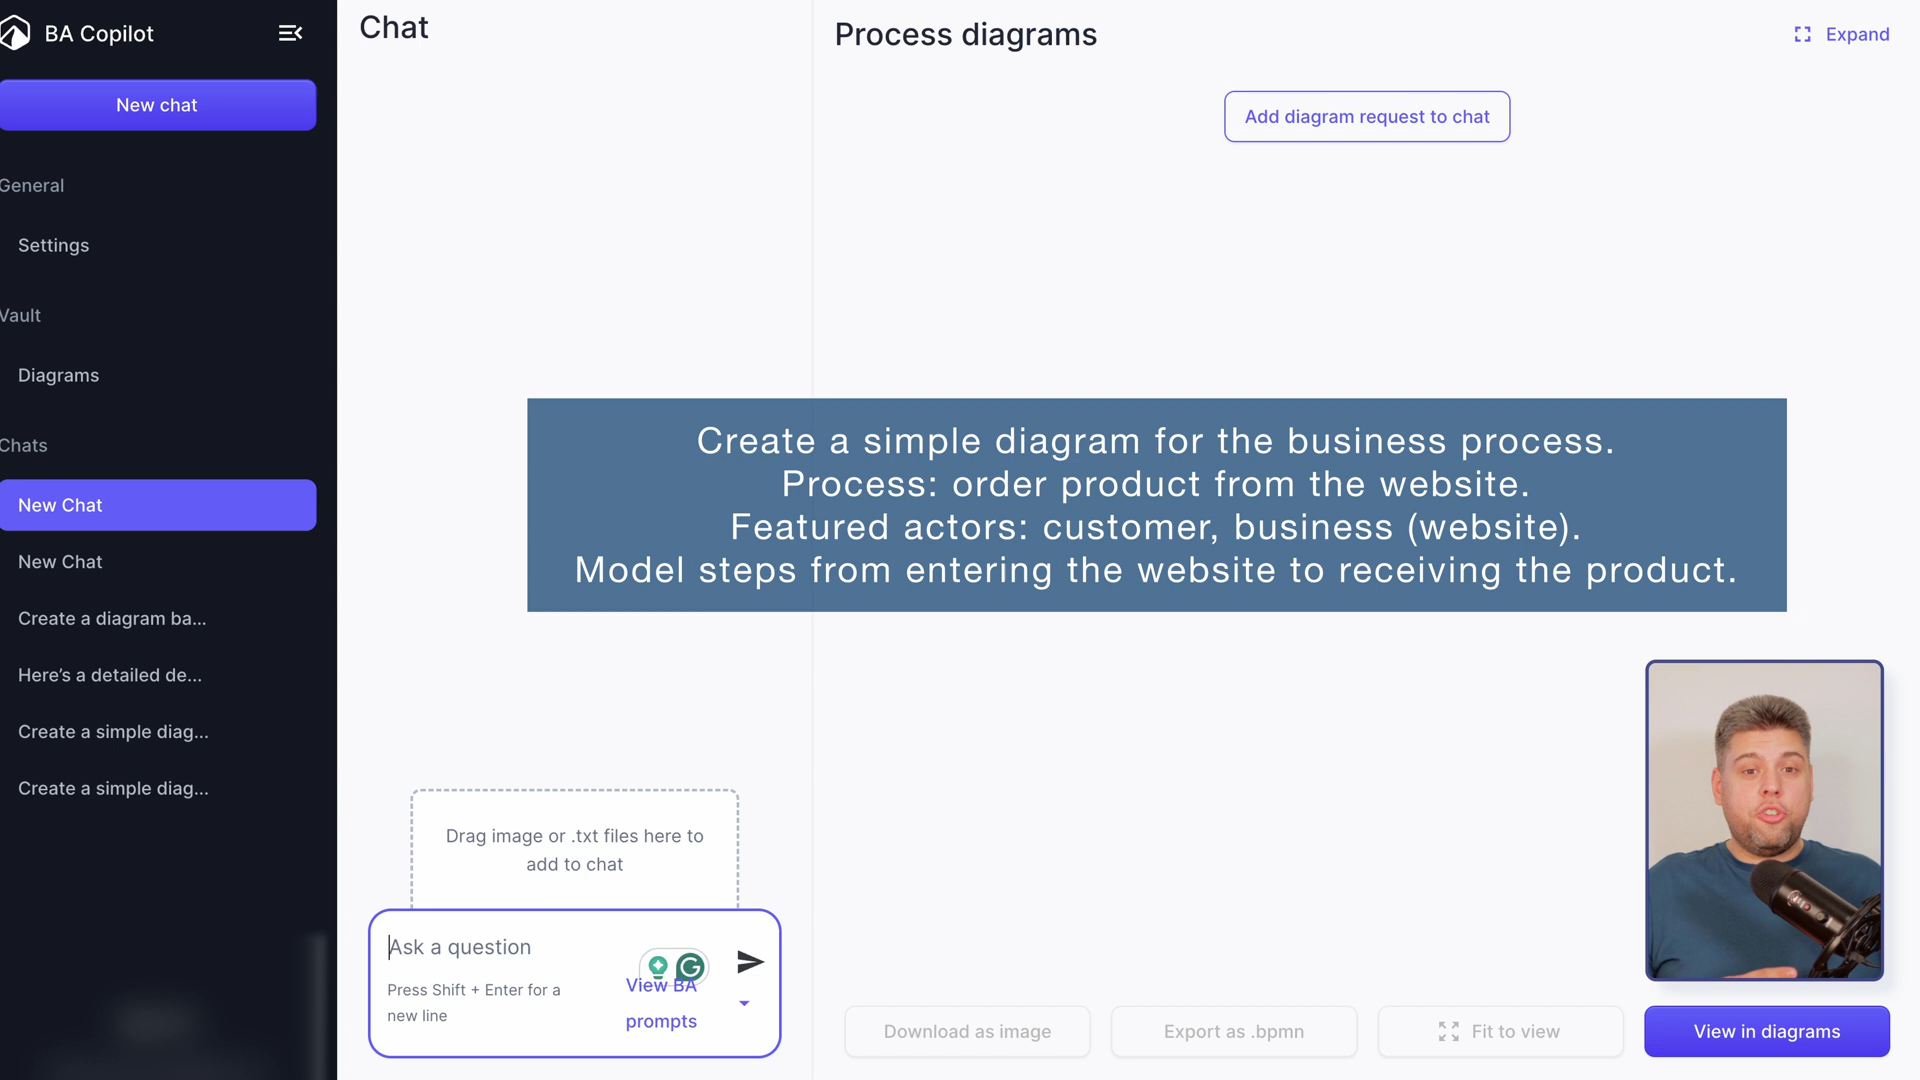 BA Copilot
New chat
General
Settings
Vault
Diagrams
Chats
New Chat
New Chat
Create a diagram ba...
Here's a detailed de...
Create a simple diag...
Create a simple diag...
Chat
Drag image or .txt files here to
add to chat
Ask a question
Press Shift + Enter for a
new line
View BA
prompts
Process diagrams
Expand
Add diagram request to chat
Create a simple diagram for the business process.
Process: order product from the website.
Featured actors: customer, business (website).
Model steps from entering the website to receiving the product.
Download as image
Export as .bpmn
Fit to view
View in diagrams